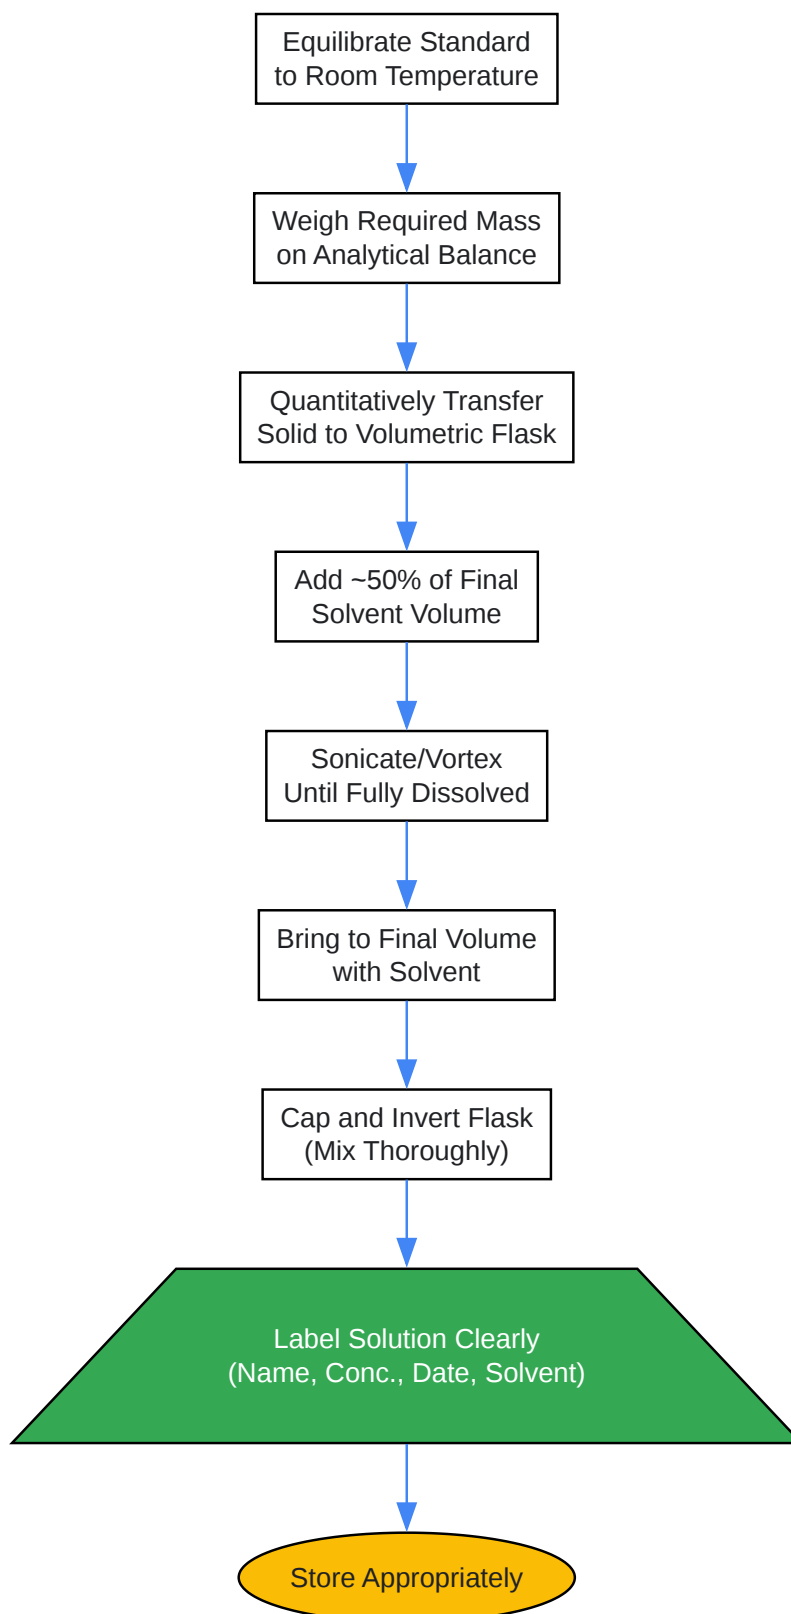 Equilibrate Standard
to Room Temperature
Weigh Required Mass
on Analytical Balance
Quantitatively Transfer
Solid to Volumetric Flask
Add ~50% of Final
Solvent Volume
Sonicate/Vortex
Until Fully Dissolved
Bring to Final Volume
with Solvent
Cap and Invert Flask
(Mix Thoroughly)
Label Solution Clearly
(Name, Conc., Date, Solvent)
Store Appropriately